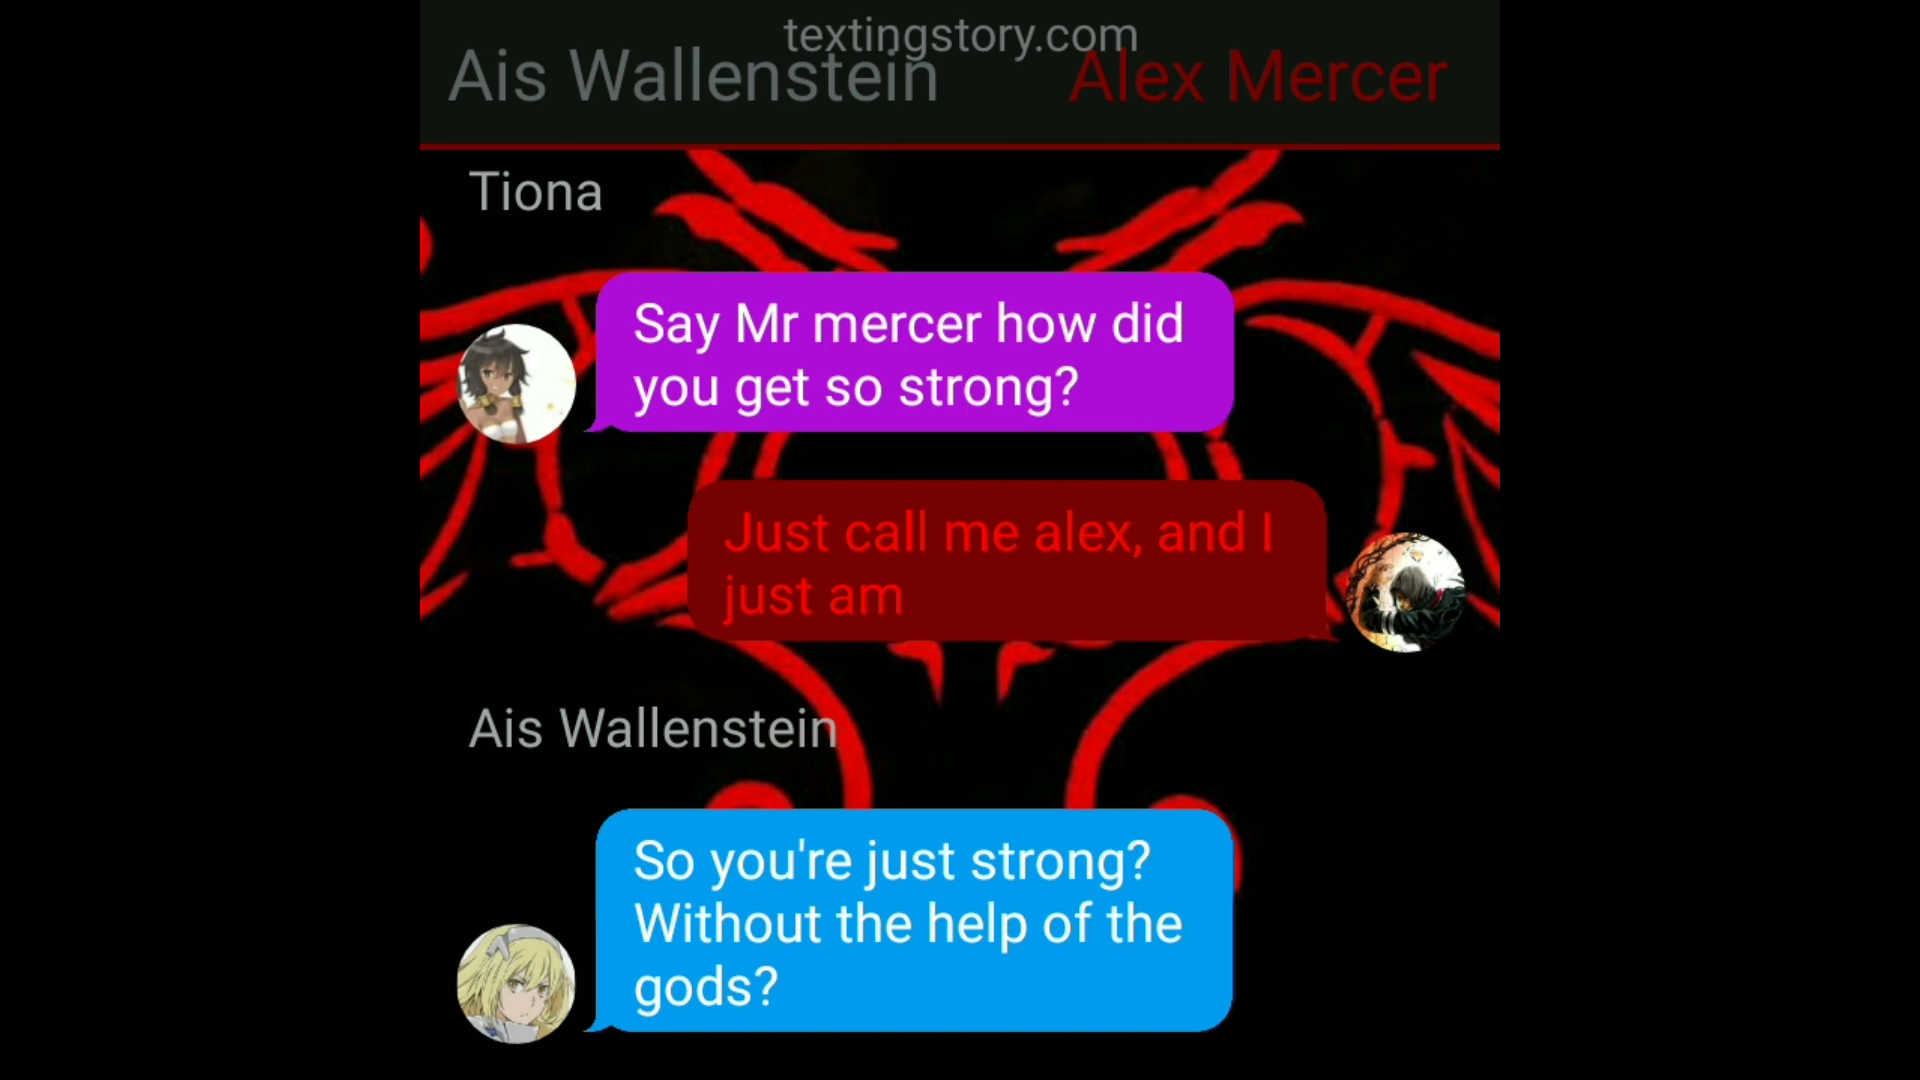 textingstory.com
Ais Wallenstein
Alex Mercer
Tiona
Say Mr mercer how did
you get so strong?
Just call me alex, and I
just am
Ais Wallenstein
So you're just strong?
Without the help of the
gods?